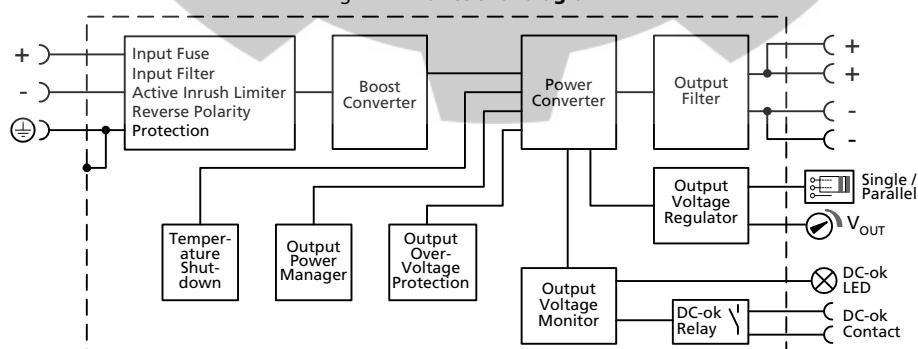 +
-
Input Fuse
Input Filter
Active Inrush Limiter
Reverse Polarity
Protection
Boost
Converter
Power
Converter
Output
Filter
+
+
-
-
Temper-
ature
Shut-
down
Output
Power
Manager
Output
Over-
Voltage
Protection
Output
Voltage
Regulator
Single /
Parallel
VOUT
Output
Voltage
Monitor
DC-ok
LED
DC-ok
Relay
DC-ok
Contact